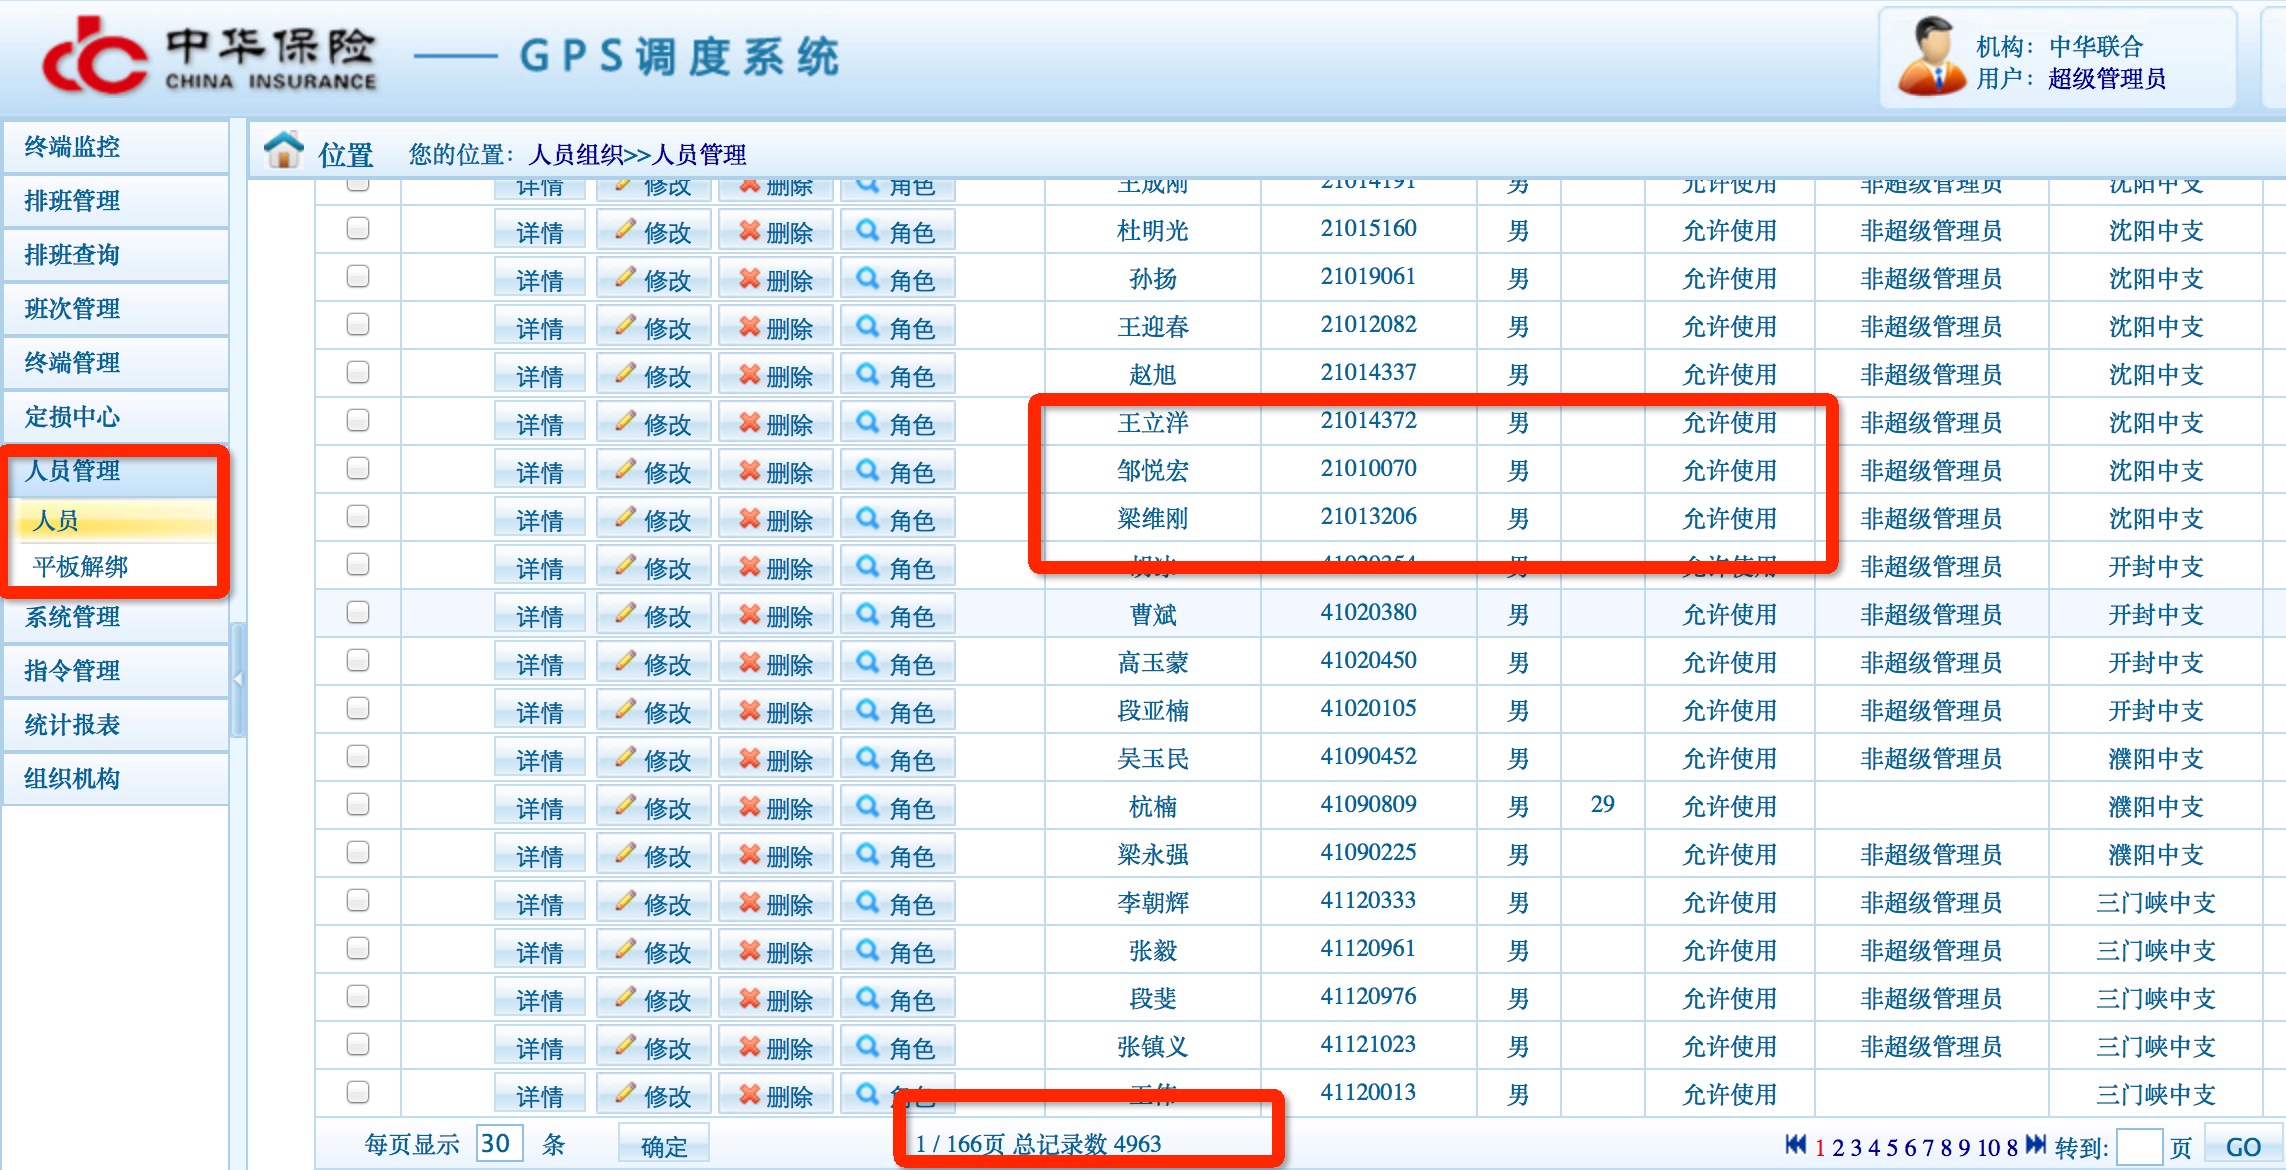 中华保险
CHINA INSURANCE
GPS调度系统
机构： 中华联合
用户： 超级管理员
终端监控
排班管理
排班查询
班次管理
终端管理
定损中心
人员管理
人员
平板解绑
系统管理
指令管理
统计报表
组织机构
位置 您的位置： 人员组织>>人员管理
详情 修改 删除 角色 王成刚 21014191 男 允许使用 非超级管理员 沈阳中支
详情 修改 删除 角色 杜明光 21015160 男 允许使用 非超级管理员 沈阳中支
详情 修改 删除 角色 孙扬 21019061 男 允许使用 非超级管理员 沈阳中支
详情 修改 删除 角色 王迎春 21012082 男 允许使用 非超级管理员 沈阳中支
详情 修改 删除 角色 赵旭 21014337 男 允许使用 非超级管理员 沈阳中支
详情 修改 删除 角色 王立洋 21014372 男 允许使用 非超级管理员 沈阳中支
详情 修改 删除 角色 邹悦宏 21010070 男 允许使用 非超级管理员 沈阳中支
详情 修改 删除 角色 梁维刚 21013206 男 允许使用 非超级管理员 沈阳中支
详情 修改 删除 角色 41020354 男 允许使用 非超级管理员 开封中支
详情 修改 删除 角色 曹斌 41020380 男 允许使用 非超级管理员 开封中支
详情 修改 删除 角色 高玉蒙 41020450 男 允许使用 非超级管理员 开封中支
详情 修改 删除 角色 段亚楠 41020105 男 允许使用 非超级管理员 开封中支
详情 修改 删除 角色 吴玉民 41090452 男 允许使用 非超级管理员 濮阳中支
详情 修改 删除 角色 杭楠 41090809 男 29 允许使用 濮阳中支
详情 修改 删除 角色 梁永强 41090225 男 允许使用 非超级管理员 濮阳中支
详情 修改 删除 角色 李朝辉 41120333 男 允许使用 非超级管理员 三门峡中支
详情 修改 删除 角色 张毅 41120961 男 允许使用 非超级管理员 三门峡中支
详情 修改 删除 角色 段斐 41120976 男 允许使用 非超级管理员 三门峡中支
详情 修改 删除 角色 张镇义 41121023 男 允许使用 非超级管理员 三门峡中支
详情 修改 删除 角色 王伟 41120013 男 允许使用 三门峡中支
每页显示 30 条 确定 1 / 166页 总记录数 4963 1 2 3 4 5 6 7 8 9 10 8 转到: 页 GO